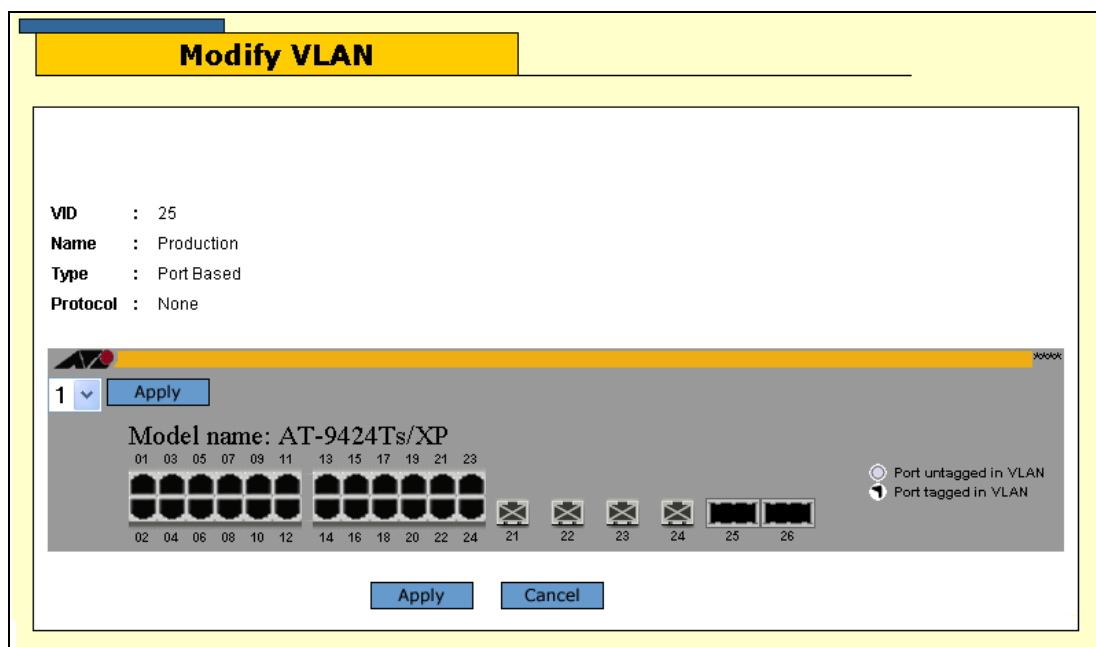 Modify VLAN
VID : 25
Name : Production
Type : Port Based
Protocol : None
1 Apply
Model name: AT-9424Ts/XP
01 03 05 07 09 11 13 15 17 19 21 23
Port untagged in VLAN
Port tagged in VLAN
02 04 06 08 10 12 14 16 18 20 22 24 21 22 23 24 25 26
Apply Cancel